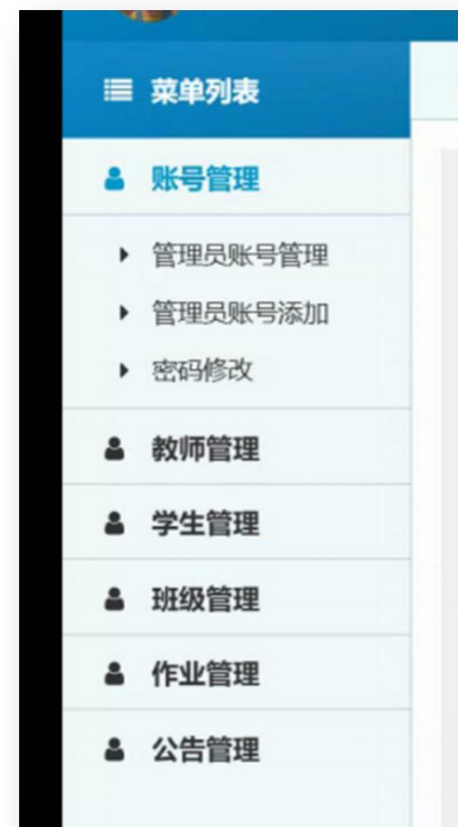 菜单列表
账号管理
管理员账号管理
管理员账号添加
密码修改
教师管理
学生管理
班级管理
作业管理
公告管理